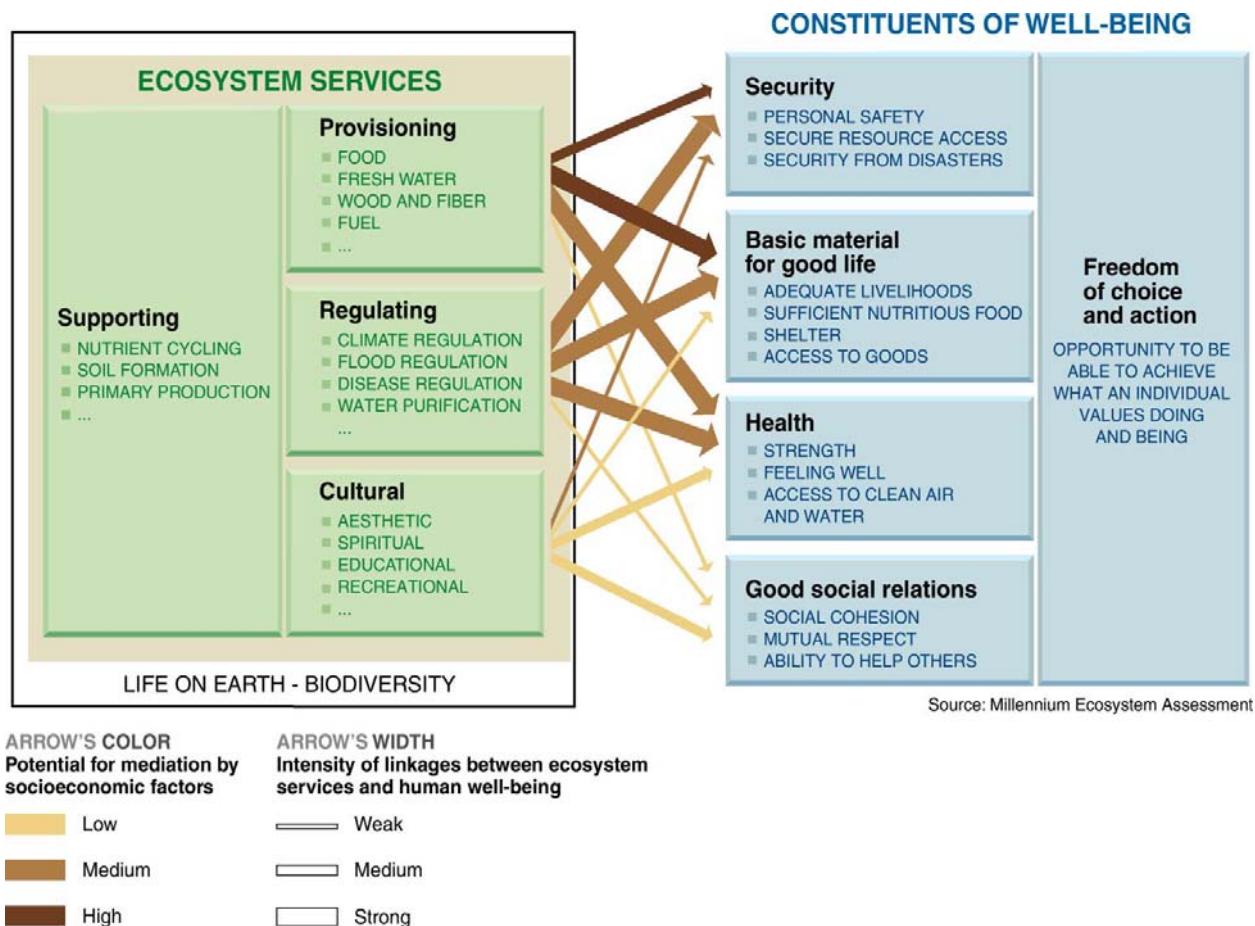 CONSTITUENTS OF WELL-BEING
ECOSYSTEM SERVICES
Supporting
NUTRIENT CYCLING
SOIL FORMATION
PRIMARY PRODUCTION
...
Provisioning
FOOD
FRESH WATER
WOOD AND FIBER
FUEL
...
Regulating
CLIMATE REGULATION
FLOOD REGULATION
DISEASE REGULATION
WATER PURIFICATION
...
Cultural
AESTHETIC
SPIRITUAL
EDUCATIONAL
RECREATIONAL
...
LIFE ON EARTH - BIODIVERSITY
Security
PERSONAL SAFETY
SECURE RESOURCE ACCESS
SECURITY FROM DISASTERS
Basic material
for good life
ADEQUATE LIVELIHOODS
SUFFICIENT NUTRITIOUS FOOD
SHELTER
ACCESS TO GOODS
Health
STRENGTH
FEELING WELL
ACCESS TO CLEAN AIR
AND WATER
Good social relations
SOCIAL COHESION
MUTUAL RESPECT
ABILITY TO HELP OTHERS
Freedom
of choice
and action
OPPORTUNITY TO BE
ABLE TO ACHIEVE
WHAT AN INDIVIDUAL
VALUES DOING
AND BEING
Source: Millennium Ecosystem Assessment
ARROW'S COLOR
Potential for mediation by
socioeconomic factors
Low
Medium
High
ARROW'S WIDTH
Intensity of linkages between ecosystem
services and human well-being
Weak
Medium
Strong